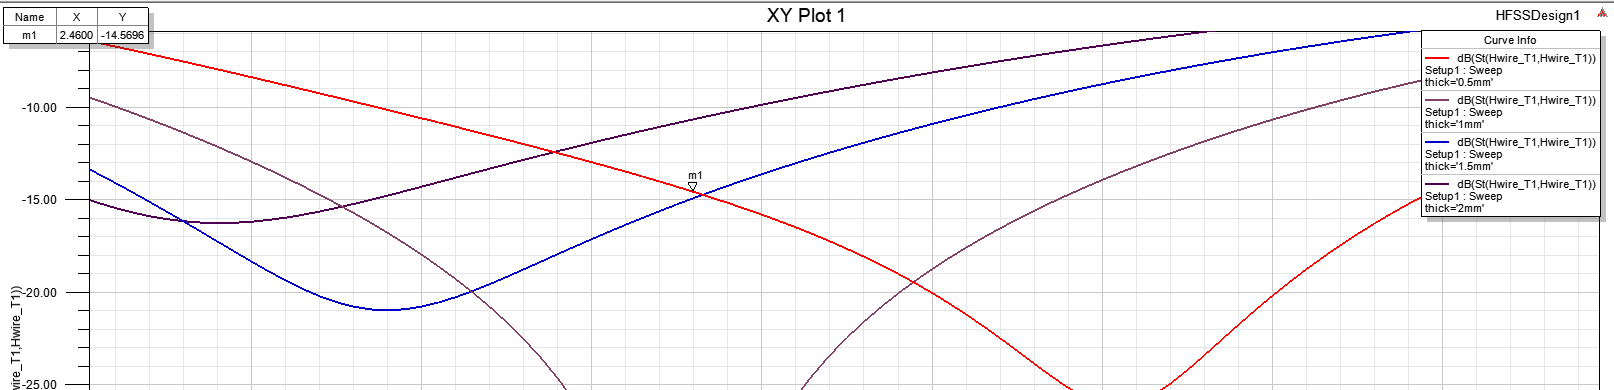 XY Plot 1
HFSSDesign1
Name X Y
m1 2.4600 -14.5696
Curve Info
dB(St(Hwire_T1,Hwire_T1))
Setup1 : Sweep
thick='0.5mm'
dB(St(Hwire_T1,Hwire_T1))
Setup1 : Sweep
thick='1mm'
dB(St(Hwire_T1,Hwire_T1))
Setup1 : Sweep
thick='1.5mm'
dB(St(Hwire_T1,Hwire_T1))
Setup1 : Sweep
thick='2mm'
-10.00
m1
-15.00
-20.00
-25.00
wire_T1,Hwire_T1))